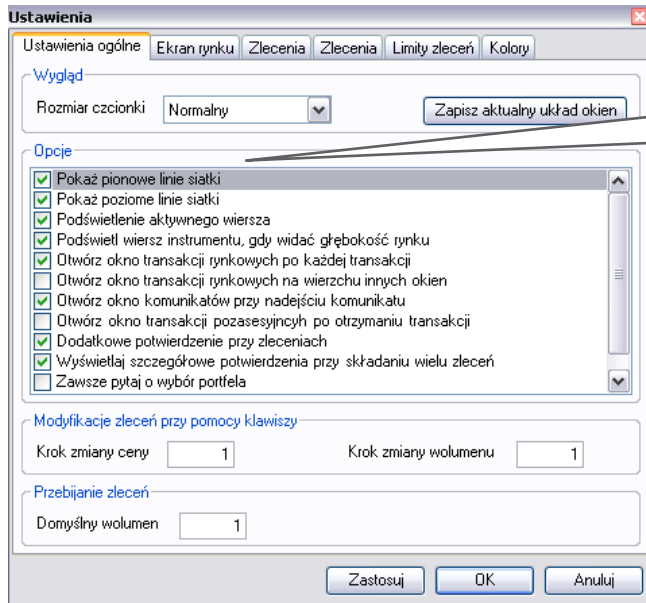 Ustawienia
Ustawienia ogólne Ekran rynku Zlecenia Zlecenia Limity zleceń Kolory
Wygląd
Rozmiar czcionki Normalny Zapisz aktualny układ okien
Opcje
Pokaż pionowe linie siatki
Pokaż poziome linie siatki
Podświetlenie aktywnego wiersza
Podświetl wiersz instrumentu, gdy widać głębokość rynku
Otwórz okno transakcji rynkowych po każdej transakcji
Otwórz okno transakcji rynkowych na wierzchu innych okien
Otwórz okno komunikatów przy nadejściu komunikatu
Otwórz okno transakcji pozasesyjncyh po otrzymaniu transakcji
Dodatkowe potwierdzenie przy zleceniach
Wyświetlaj szczegółowe potwierdzenia przy składaniu wielu zleceń
Zawsze pytaj o wybór portfela
Modyfikacje zleceń przy pomocy klawiszy
Krok zmiany ceny 1 Krok zmiany wolumenu 1
Przebijanie zleceń
Domyślny wolumen 1
Zastosuj OK Anuluj